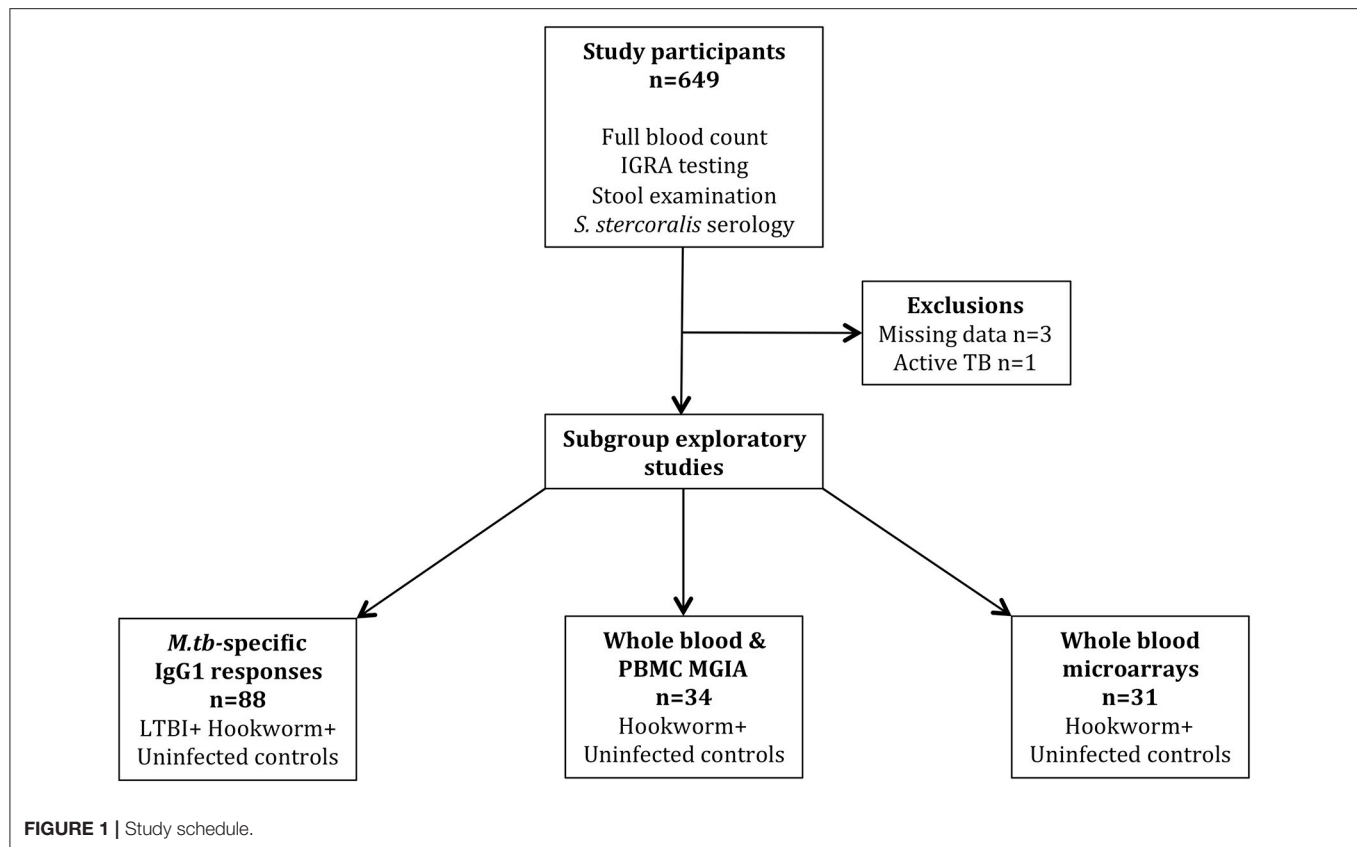 Study participants
n=649
Full blood count
IGRA testing
Stool examination
S. stercoralis serology
Exclusions
Missing data n=3
Active TB n=1
Subgroup exploratory
studies
M.tb-specific
IgG1 responses
n=88
LTBI+ Hookworm+
Uninfected controls
Whole blood &
PBMC MGIA
n=34
Hookworm+
Uninfected controls
Whole blood
microarrays
n=31
Hookworm+
Uninfected controls
FIGURE 1 | Study schedule.